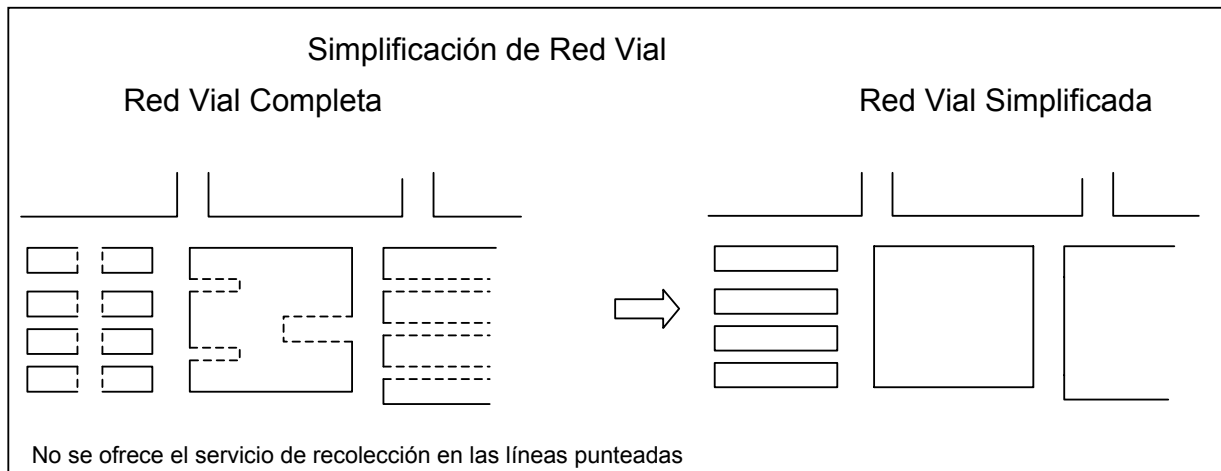 Simplificación de Red Vial
Red Vial Completa
Red Vial Simplificada
No se ofrece el servicio de recolección en las líneas punteadas